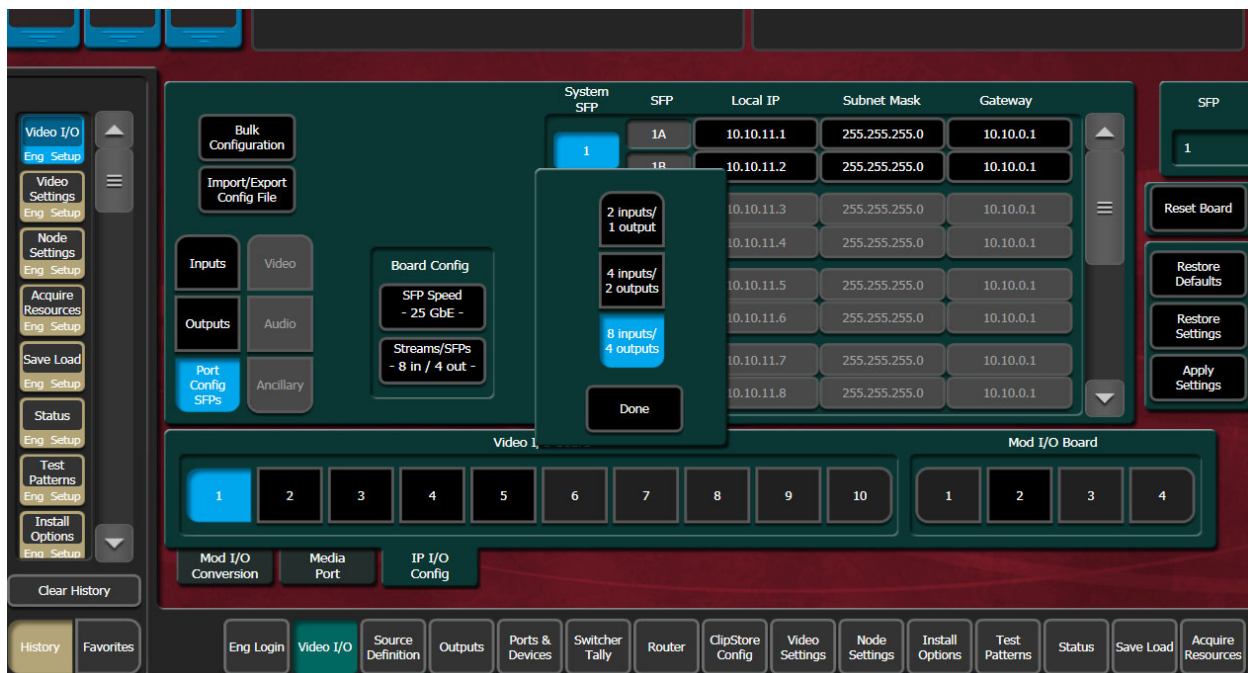 System SFP
SFP
Local IP
Subnet Mask
Gateway
SFP
Video I/O
Eng Setup
Video Settings
Eng Setup
Node Settings
Eng Setup
Acquire Resources
Eng Setup
Save Load
Eng Setup
Status
Eng Setup
Test Patterns
Eng Setup
Install Options
Eng Setup
Clear History
History
Favorites
Bulk Configuration
Import/Export Config File
Inputs
Video
Outputs
Audio
Port Config SFPs
Ancillary
Board Config
SFP Speed
- 25 GbE -
Streams/SFPs
- 8 in / 4 out -
1
1A 10.10.11.1 255.255.255.0 10.10.0.1
1B 10.10.11.2 255.255.255.0 10.10.0.1
10.10.11.3 255.255.255.0 10.10.0.1
10.10.11.4 255.255.255.0 10.10.0.1
10.10.11.5 255.255.255.0 10.10.0.1
10.10.11.6 255.255.255.0 10.10.0.1
10.10.11.7 255.255.255.0 10.10.0.1
10.10.11.8 255.255.255.0 10.10.0.1
2 inputs/
1 output
4 inputs/
2 outputs
8 inputs/
4 outputs
Done
1
Reset Board
Restore Defaults
Restore Settings
Apply Settings
Video
Mod I/O Board
1 2 3 4 5 6 7 8 9 10
1 2 3 4
Mod I/O Conversion
Media Port
IP I/O Config
Eng Login
Video I/O
Source Definition
Outputs
Ports & Devices
Switcher Tally
Router
ClipStore Config
Video Settings
Node Settings
Install Options
Test Patterns
Status
Save Load
Acquire Resources